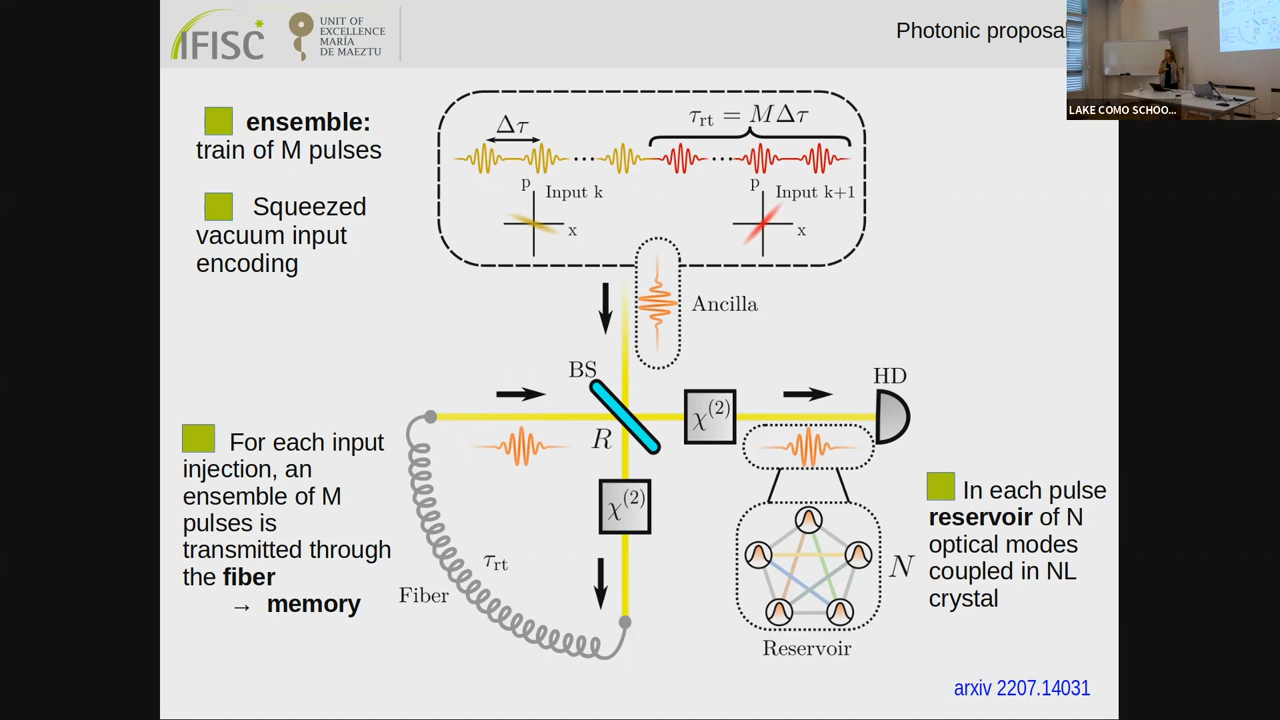 IFISC
UNIT OF
EXCELLENCE
MARÍA
DE MAEZTU
Photonic proposa
LAKE COMO SCHOO...
ensemble:
train of M pulses
Squeezed
vacuum input
encoding
Δτ
τrt = MΔτ
p
Input k
x
p
Input k+1
x
Ancilla
BS
HD
R
χ(2)
χ(2)
For each input
injection, an
ensemble of M
pulses is
transmitted through
the fiber
→ memory
τrt
Fiber
N
Reservoir
In each pulse
reservoir of N
optical modes
coupled in NL
crystal
arxiv 2207.14031